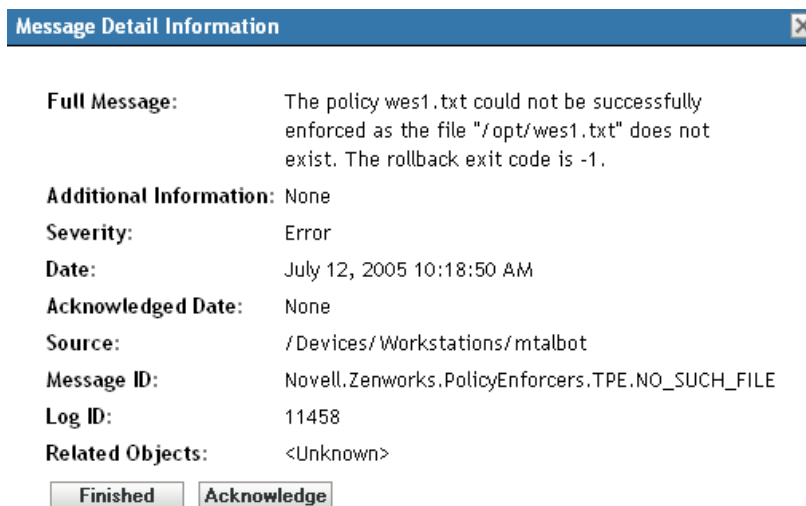 Message Detail Information
Full Message: The policy wes1.txt could not be successfully
enforced as the file "/opt/wes1.txt" does not
exist. The rollback exit code is -1.
Additional Information: None
Severity: Error
Date: July 12, 2005 10:18:50 AM
Acknowledged Date: None
Source: /Devices/Workstations/mtalbot
Message ID: Novell.Zenworks.PolicyEnforcers.TPE.NO_SUCH_FILE
Log ID: 11458
Related Objects: <Unknown>
Finished Acknowledge